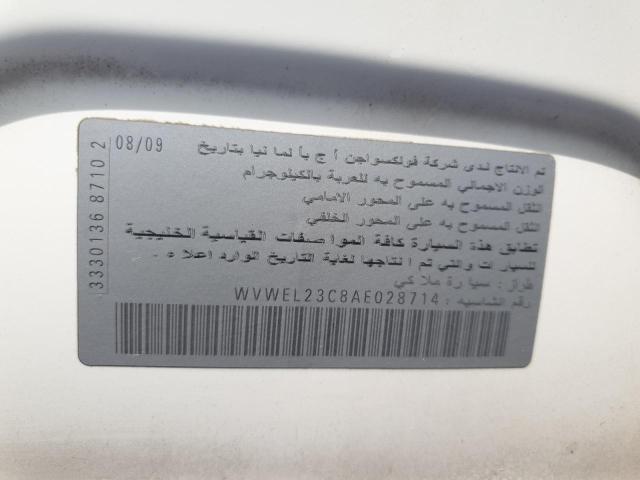 تم الانتاج لدى شركة فولكسواجن أ ج بألمانيا بتاريخ 08/09
الوزن الاجمالي المسموح به للعربة بالكيلوجرام
الثقل المسموح به على المحور الامامي
الثقل المسموح به على المحور الخلفي
تطابق هذه السيارة كافة المواصفات القياسية الخليجية
للسيارات والتي تم انتاجها لغاية التاريخ الوارد اعلاه .
طراز: سيارة ملاكي
رقم الشاسيه : WVWEL23C8AE028714
3330136 8710 2